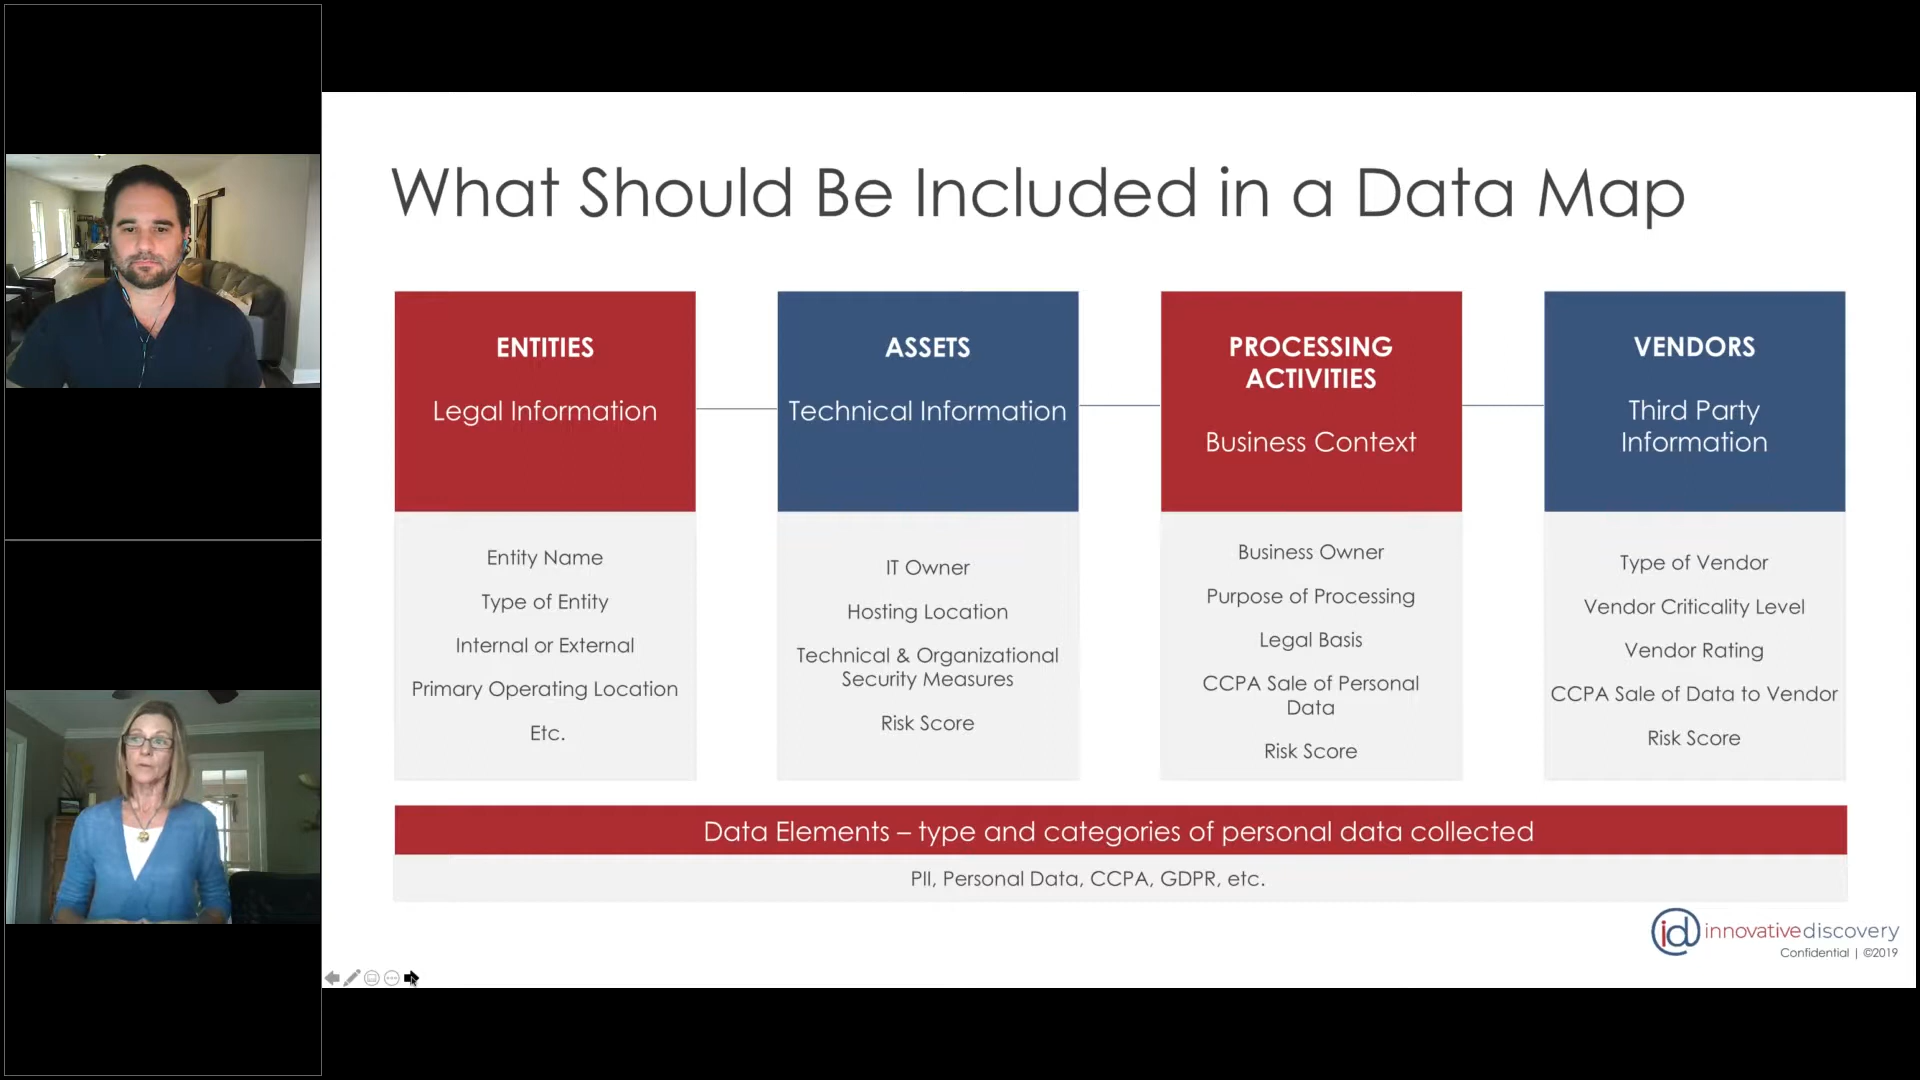 What Should Be Included in a Data Map
ENTITIES
Legal Information
Entity Name
Type of Entity
Internal or External
Primary Operating Location
Etc.
ASSETS
Technical Information
IT Owner
Hosting Location
Technical & Organizational
Security Measures
Risk Score
PROCESSING
ACTIVITIES
Business Context
Business Owner
Purpose of Processing
Legal Basis
CCPA Sale of Personal
Data
Risk Score
VENDORS
Third Party
Information
Type of Vendor
Vendor Criticality Level
Vendor Rating
CCPA Sale of Data to Vendor
Risk Score
Data Elements – type and categories of personal data collected
PII, Personal Data, CCPA, GDPR, etc.
id innovativediscovery
Confidential | ©2019